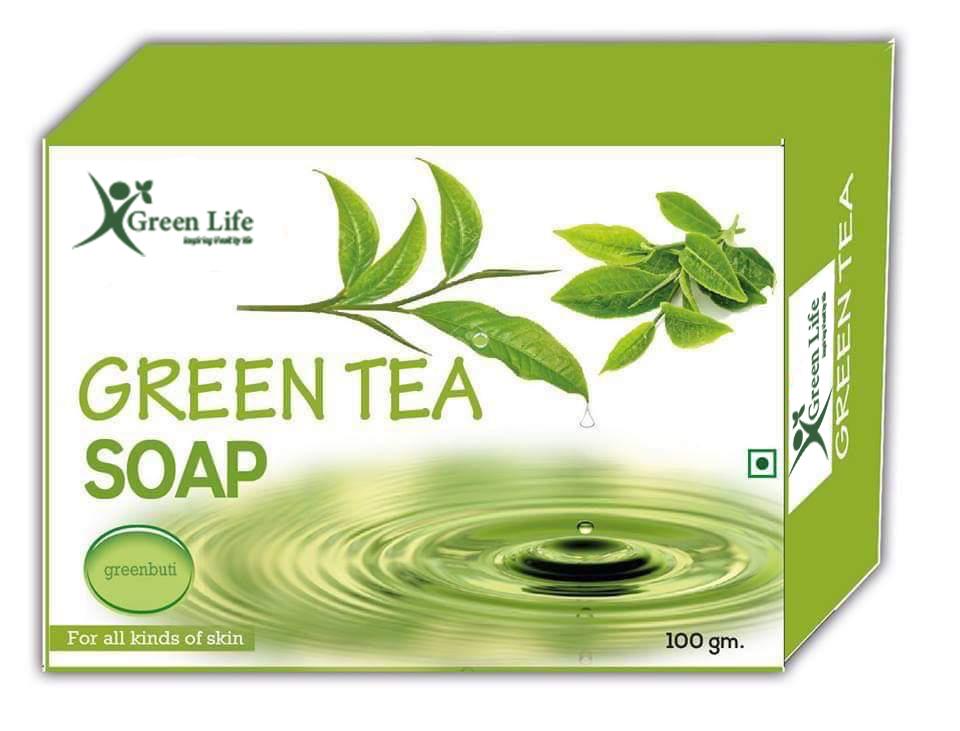 Green Life
GREEN TEA
SOAP
greenbuti
For all kinds of skin
100 gm.
GREEN TEA
Green Life